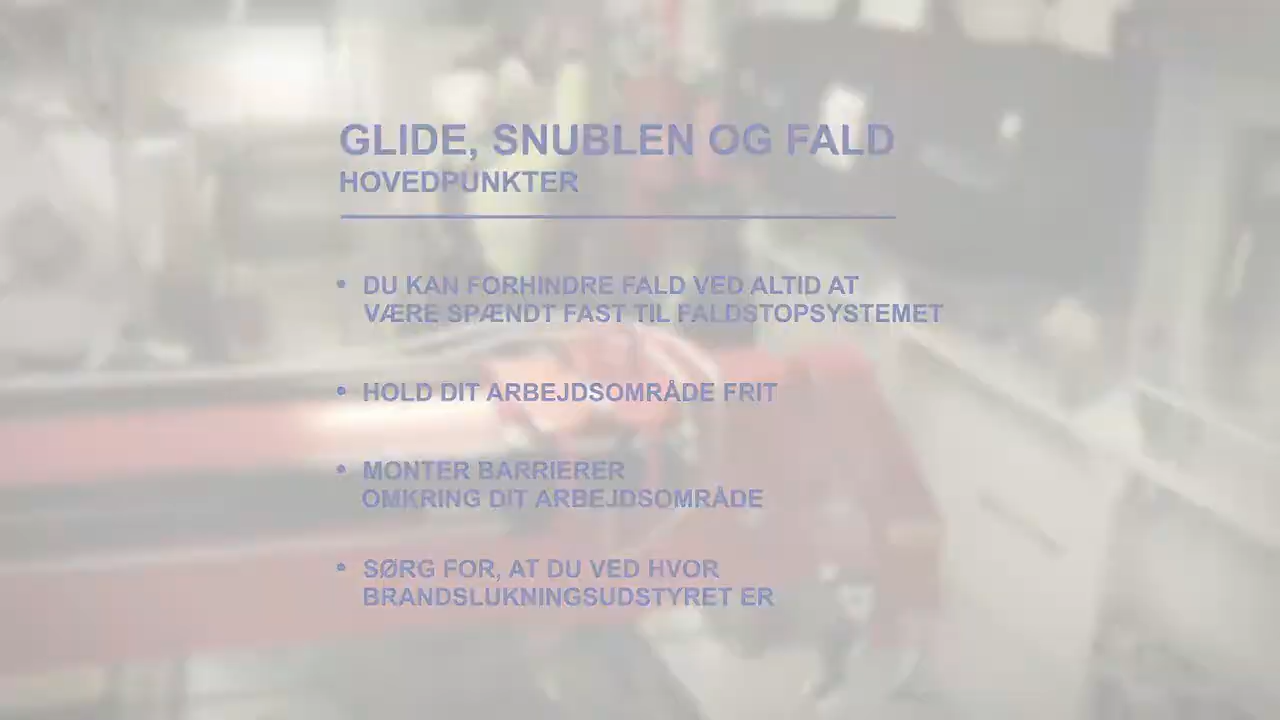 GLIDE, SNUBLEN OG FALD
HOVEDPUNKTER
• DU KAN FORHINDRE FALD VED ALTID AT
VÆRE SPÆNDT FAST TIL FALDSTOPSYSTEMET
• HOLD DIT ARBEJDSOMRÅDE FRIT
• MONTER BARRIERER
OMKRING DIT ARBEJDSOMRÅDE
• SØRG FOR, AT DU VED HVOR
BRANDSLUKNINGSUDSTYRET ER